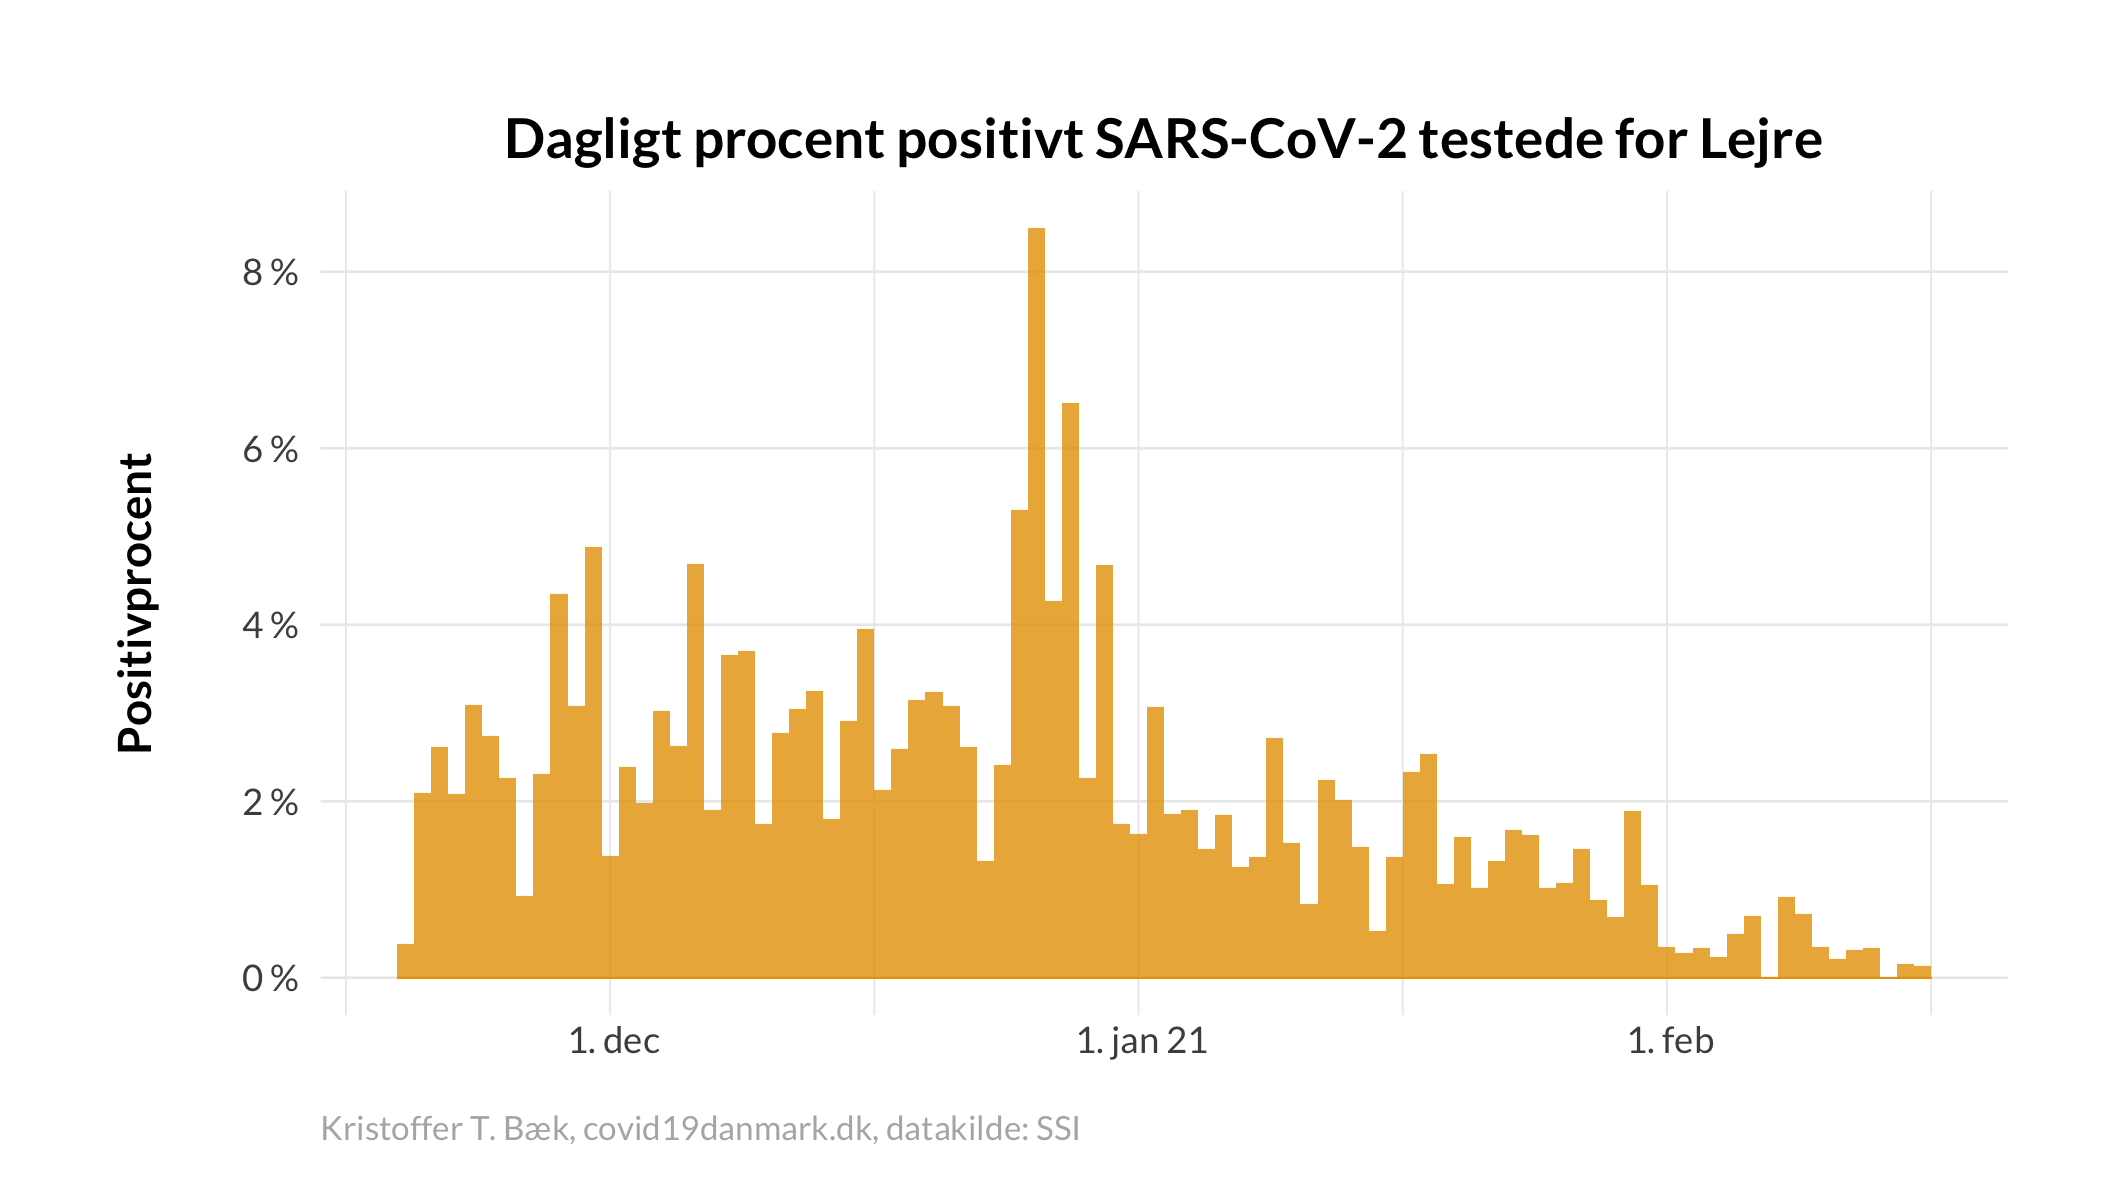 Dagligt procent positivt SARS-CoV-2 testede for Lejre
Positivprocent
8 %
6 %
4 %
2 %
0 %
1. dec
1. jan 21
1. feb
Kristoffer T. Bæk, covid19danmark.dk, datakilde: SSI